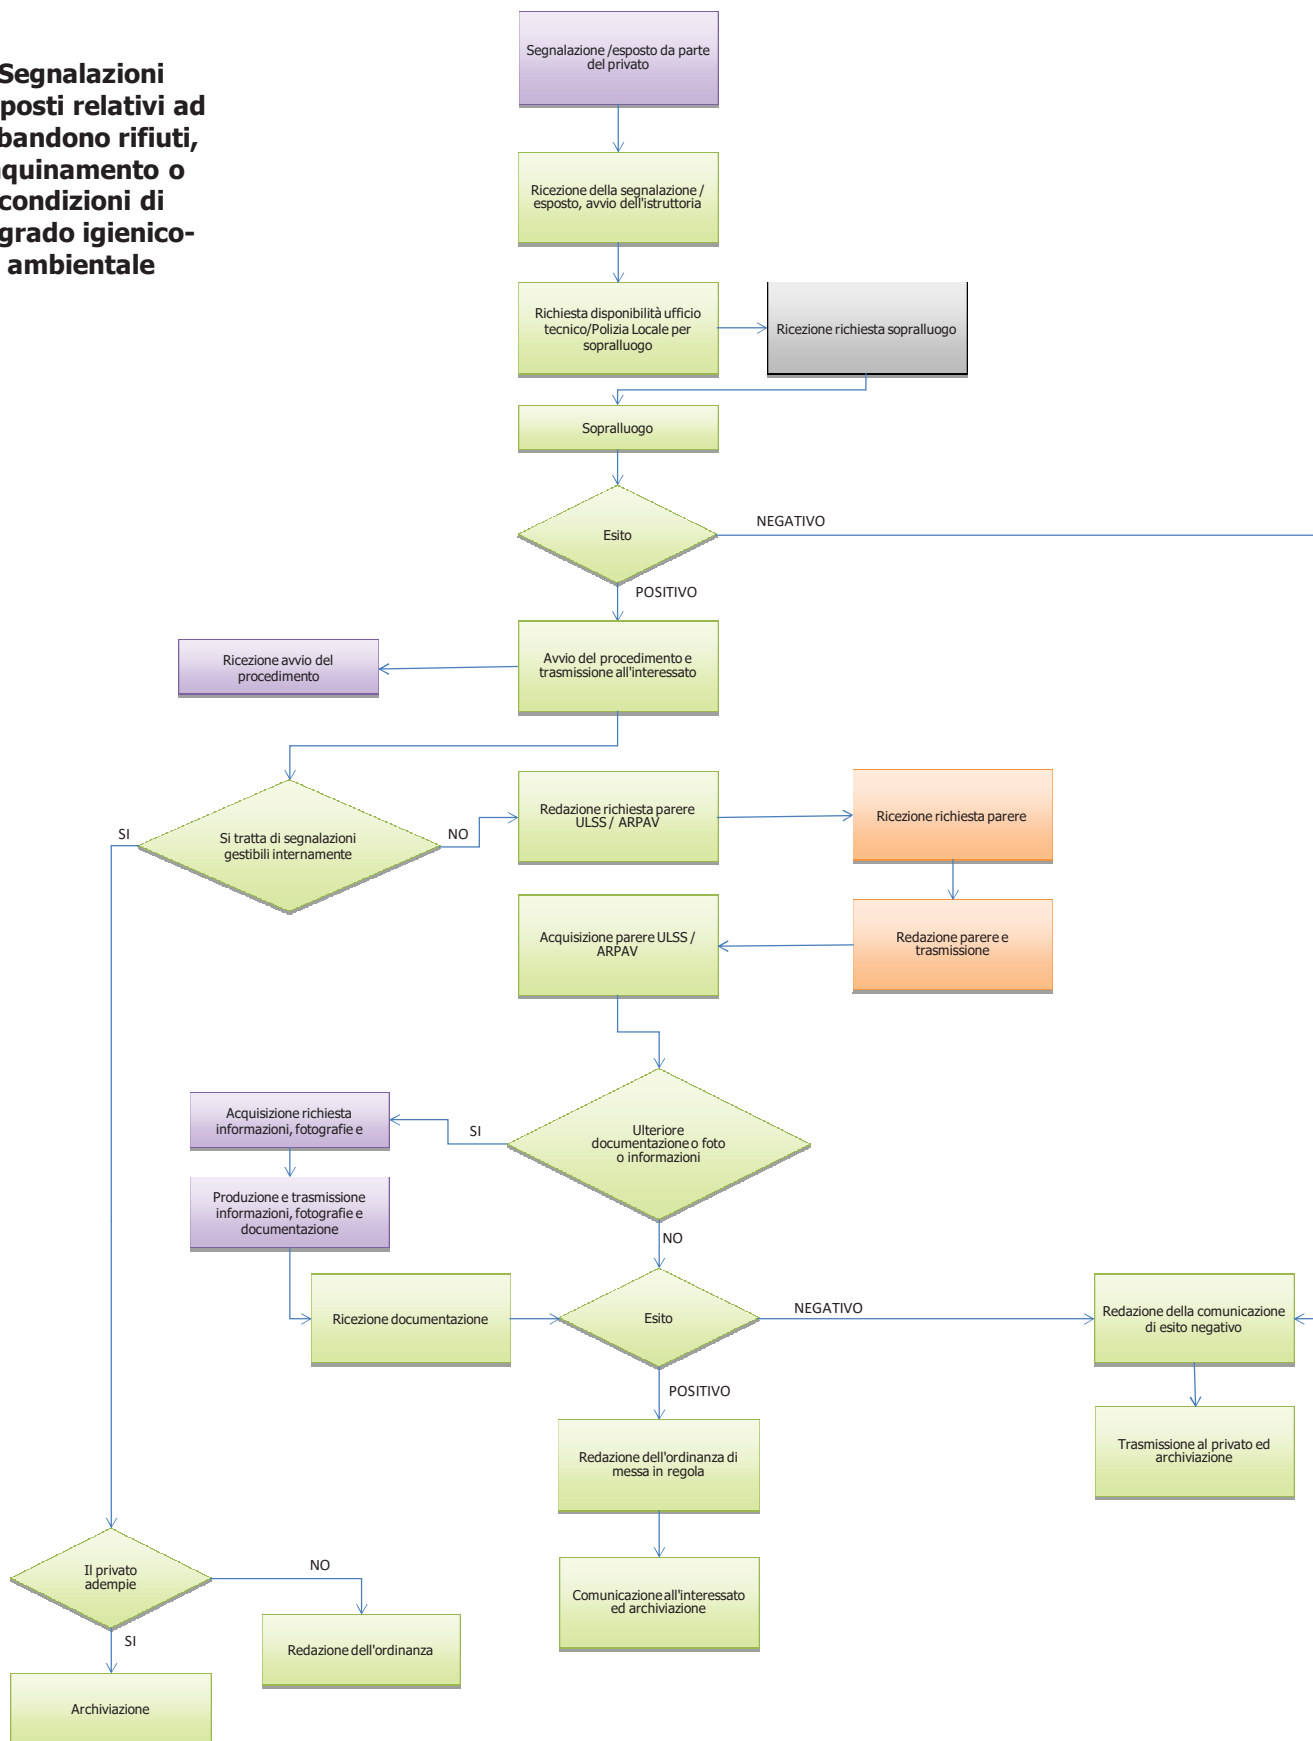 Segnalazioni
posti relativi ad
bandono rifiuti,
quinamento o
condizioni di
grado igienico-
ambientale
Segnalazione /esposto da parte
del privato
Ricezione della segnalazione /
esposto, avvio dell'istruttoria
Richiesta disponibilità ufficio
tecnico/Polizia Locale per
sopralluogo
Ricezione richiesta sopralluogo
Sopralluogo
Esito
NEGATIVO
POSITIVO
Ricezione avvio del
procedimento
Avvio del procedimento e
trasmissione all'interessato
SI
Si tratta di segnalazioni
gestibili internamente
NO
Redazione richiesta parere
ULSS / ARPAV
Ricezione richiesta parere
Acquisizione parere ULSS /
ARPAV
Redazione parere e
trasmissione
Acquisizione richiesta
informazioni, fotografie e
SI
Ulteriore
documentazione o foto
o informazioni
Produzione e trasmissione
informazioni, fotografie e
documentazione
NO
Ricezione documentazione
Esito
NEGATIVO
Redazione della comunicazione
di esito negativo
POSITIVO
Redazione dell'ordinanza di
messa in regola
Trasmissione al privato ed
archiviazione
Il privato
adempie
NO
Comunicazione all'interessato
ed archiviazione
SI
Redazione dell'ordinanza
Archiviazione